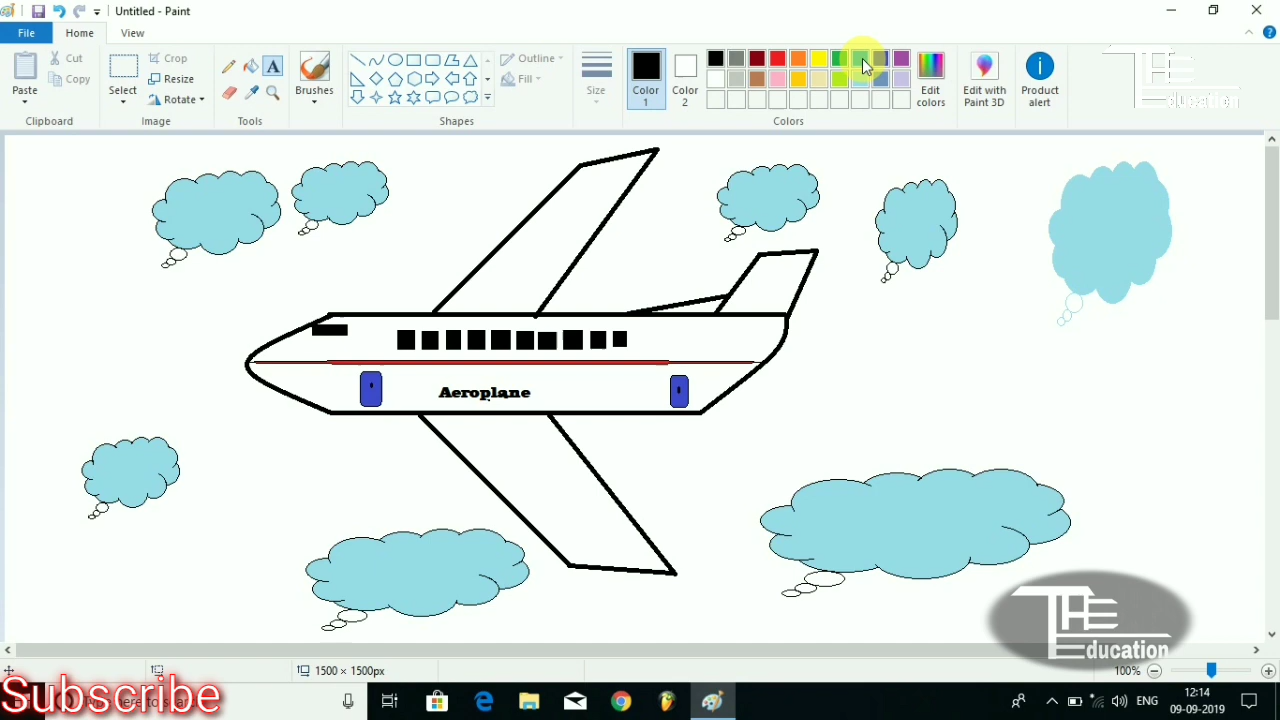 Untitled - Paint
File
Home
View
Paste
Cut
Copy
Clipboard
Select
Crop
Resize
Rotate
Image
A
Tools
Brushes
Outline
Fill
Shapes
Size
Color 1
Color 2
Edit colors
Colors
Edit with Paint 3D
Product alert
THE
Education
Aeroplane
THE
Education
1500 × 1500px
100%
Subscribe
ENG
12:14
09-09-2019